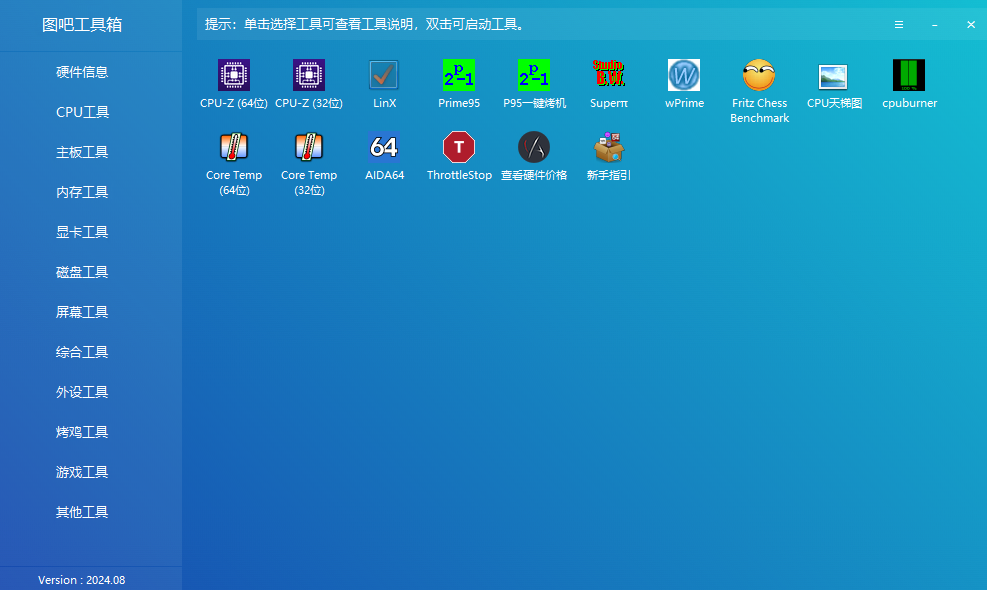 图吧工具箱
提示：单击选择工具可查看工具说明，双击可启动工具。
硬件信息
CPU工具
主板工具
内存工具
显卡工具
磁盘工具
屏幕工具
综合工具
外设工具
烤鸡工具
游戏工具
其他工具
Version : 2024.08
CPU-Z (64位)
CPU-Z (32位)
LinX
2P-1
Prime95
2P-1
P95一键烤机
Superπ
W
wPrime
Fritz Chess
Benchmark
CPU天梯图
cpuburner
Core Temp
(64位)
Core Temp
(32位)
64
AIDA64
T
ThrottleStop
查看硬件价格
新手指引